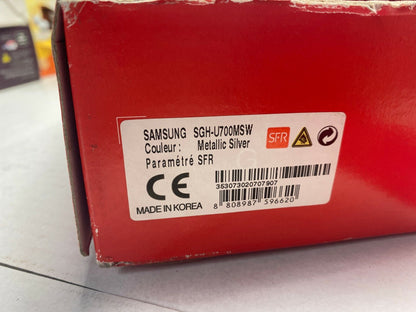 SAMSUNG SGH-U700MSW
Couleur : Metallic Silver
Paramétré SFR
SFR
CE
353073020707907
MADE IN KOREA
8 808987 596620